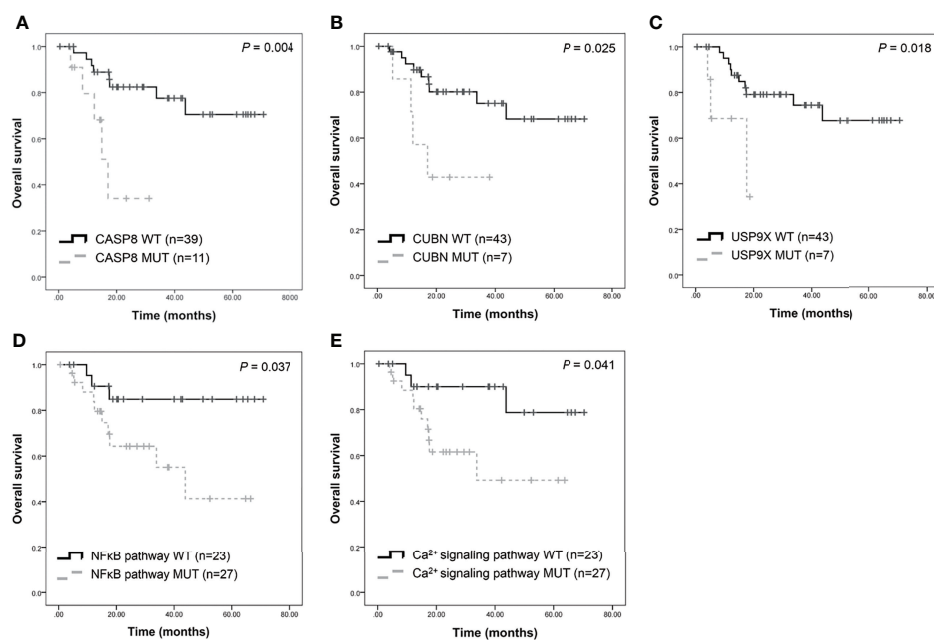 A
P = 0.004
Overall survival
1.0
0.8
0.6
0.4
0.2
0.0
CASP8 WT (n=39)
CASP8 MUT (n=11)
.00 20.00 40.00 60.00 80.00
Time (months)
B
P = 0.025
Overall survival
1.0
0.8
0.6
0.4
0.2
0.0
CUBN WT (n=43)
CUBN MUT (n=7)
.00 20.00 40.00 60.00 80.00
Time (months)
C
P = 0.018
Overall survival
1.0
0.8
0.6
0.4
0.2
0.0
USP9X WT (n=43)
USP9X MUT (n=7)
.00 20.00 40.00 60.00 80.00
Time (months)
D
P = 0.037
Overall survival
1.0
0.8
0.6
0.4
0.2
0.0
NFκB pathway WT (n=23)
NFκB pathway MUT (n=27)
.00 20.00 40.00 60.00 80.00
Time (months)
E
P = 0.041
Overall survival
1.0
0.8
0.6
0.4
0.2
0.0
Ca²⁺ signaling pathway WT (n=23)
Ca²⁺ signaling pathway MUT (n=27)
.00 20.00 40.00 60.00 80.00
Time (months)